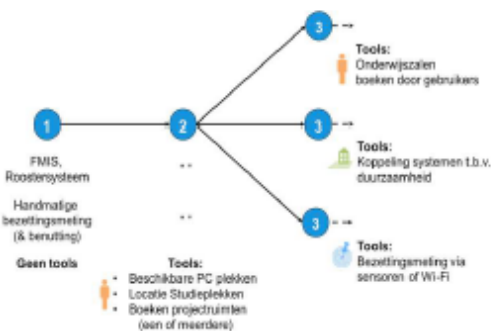 3
Tools:
Onderwijszalen
boeken door gebruikers
1
2
3
Tools:
Koppeling systemen t.b.v.
duurzaamheid
FMIS,
Roostersysteem
Handmatige
bezettingsmeting
(& benutting)
Geen tools
3
Tools:
Bezettingsmeting via
sensoren of Wi-Fi
Tools:
• Beschikbare PC plekken
• Locatie Studieplekken
• Boeken projectruimten
(een of meerdere)